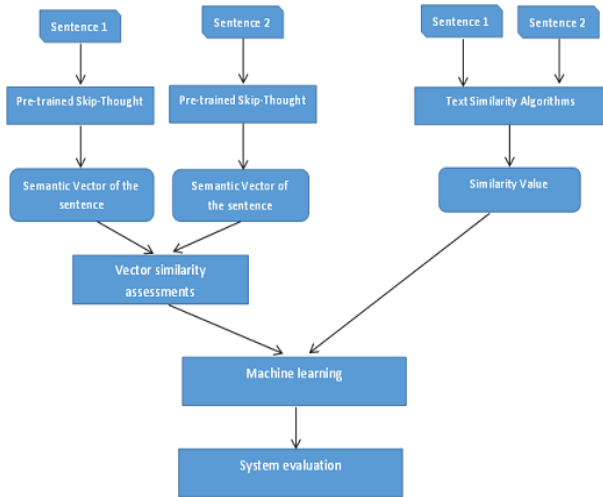 Sentence 1
Sentence 2
Sentence 1
Sentence 2
Pre-trained Skip-Thought
Pre-trained Skip-Thought
Text Similarity Algorithms
Semantic Vector of the
sentence
Semantic Vector of
the sentence
Similarity Value
Vector similarity
assessments
Machine learning
System evaluation